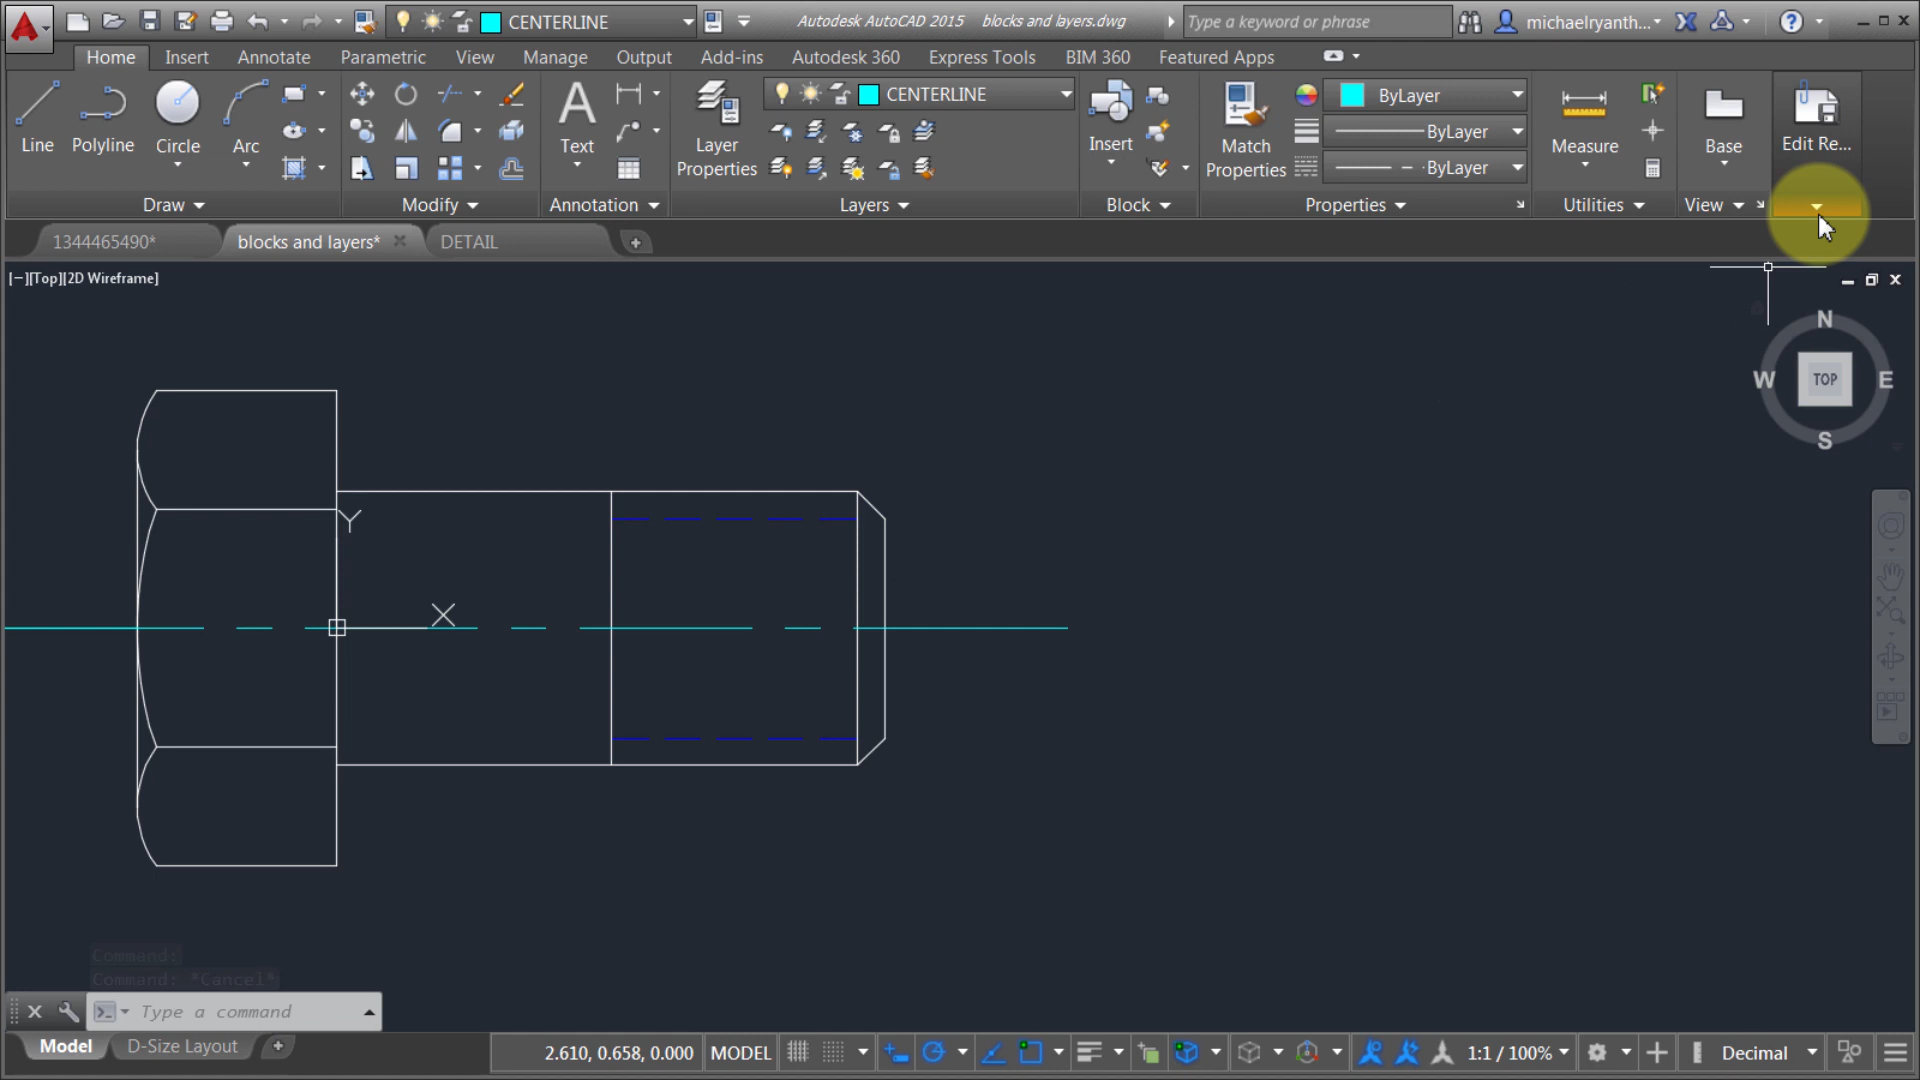 CENTERLINE
Autodesk AutoCAD 2015 blocks and layers.dwg
Type a keyword or phrase
michaelryanth...
Home Insert Annotate Parametric View Manage Output Add-ins Autodesk 360 Express Tools BIM 360 Featured Apps
Line Polyline Circle Arc
Text
Layer Properties
CENTERLINE
Insert
Match Properties
ByLayer
ByLayer
ByLayer
Measure
Base
Edit Re...
Draw Modify Annotation Layers Block Properties Utilities View
1344465490* blocks and layers* DETAIL
[−][Top][2D Wireframe]
N
W TOP E
S
Y
X
Command:
Command: *Cancel*
Type a command
Model D-Size Layout
2.610, 0.658, 0.000 MODEL 1:1 / 100% Decimal